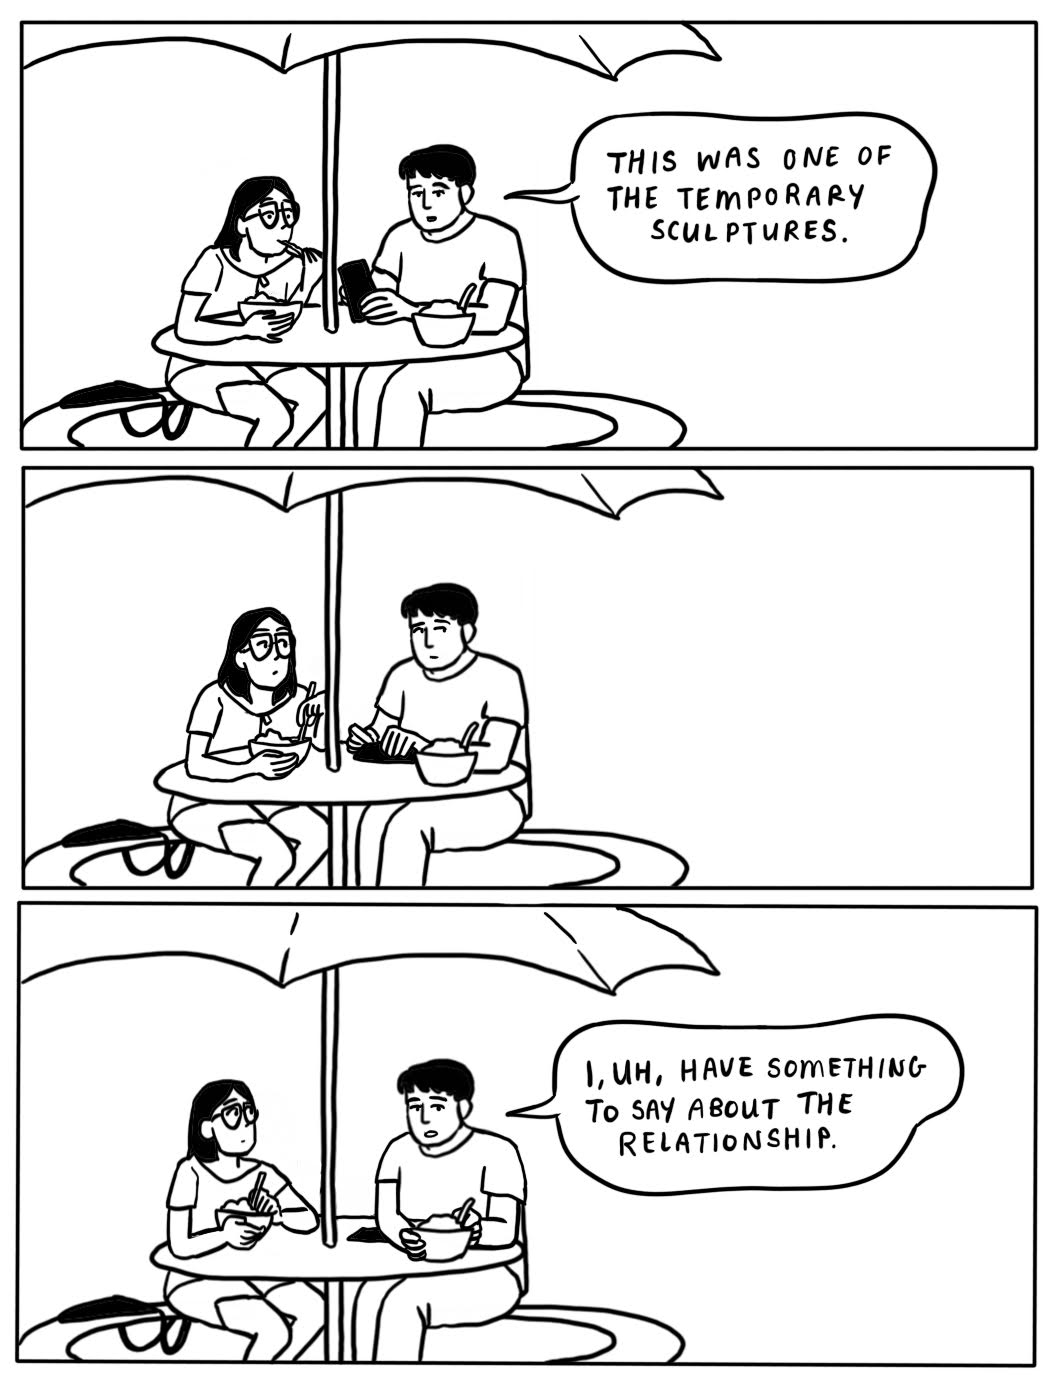 THIS WAS ONE OF
THE TEMPORARY
SCULPTURES.
I, UH, HAVE SOMETHING
TO SAY ABOUT THE
RELATIONSHIP.